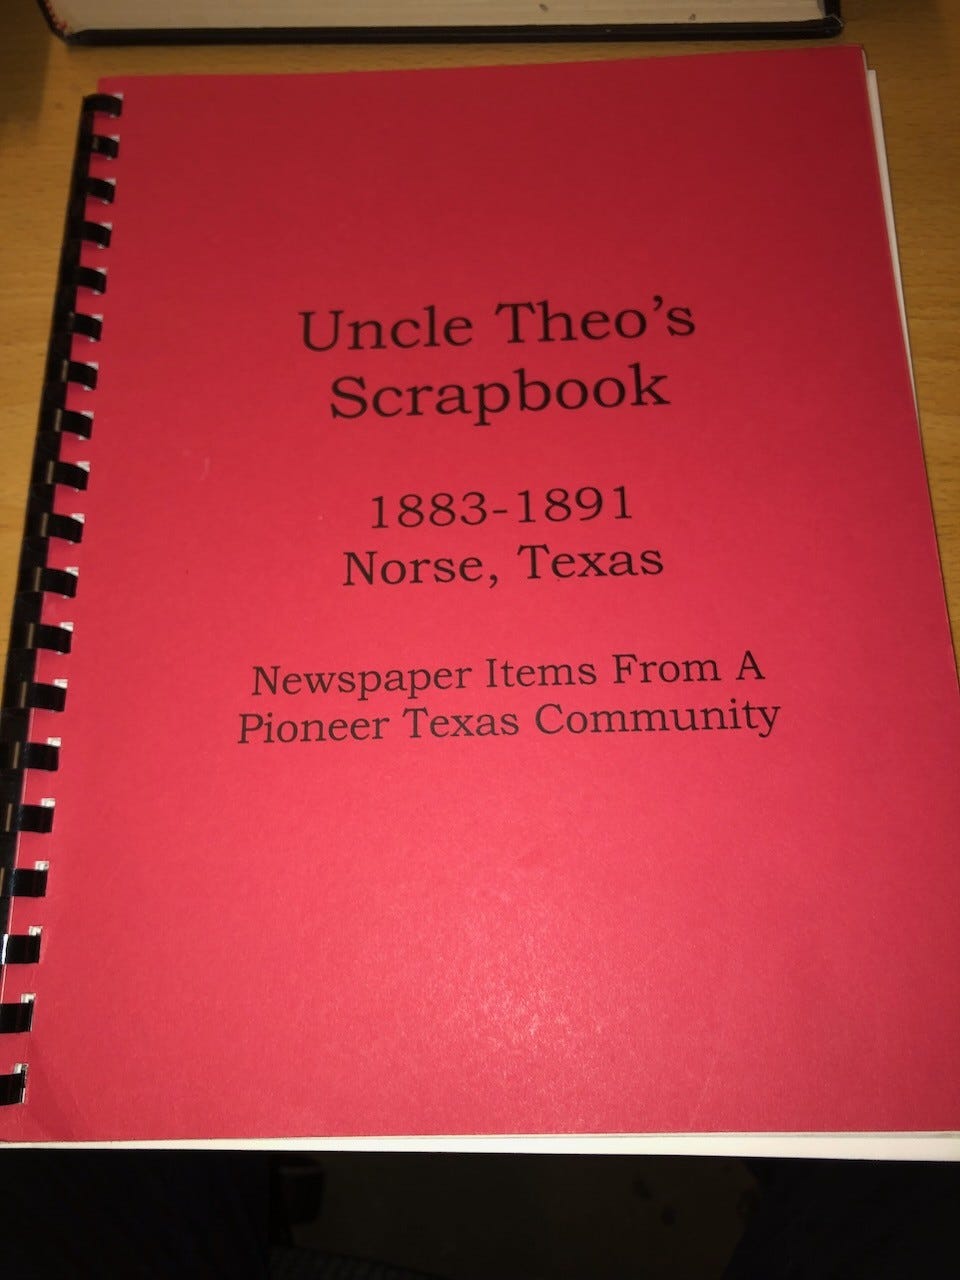 Uncle Theo's
Scrapbook
1883-1891
Norse, Texas
Newspaper Items From A
Pioneer Texas Community